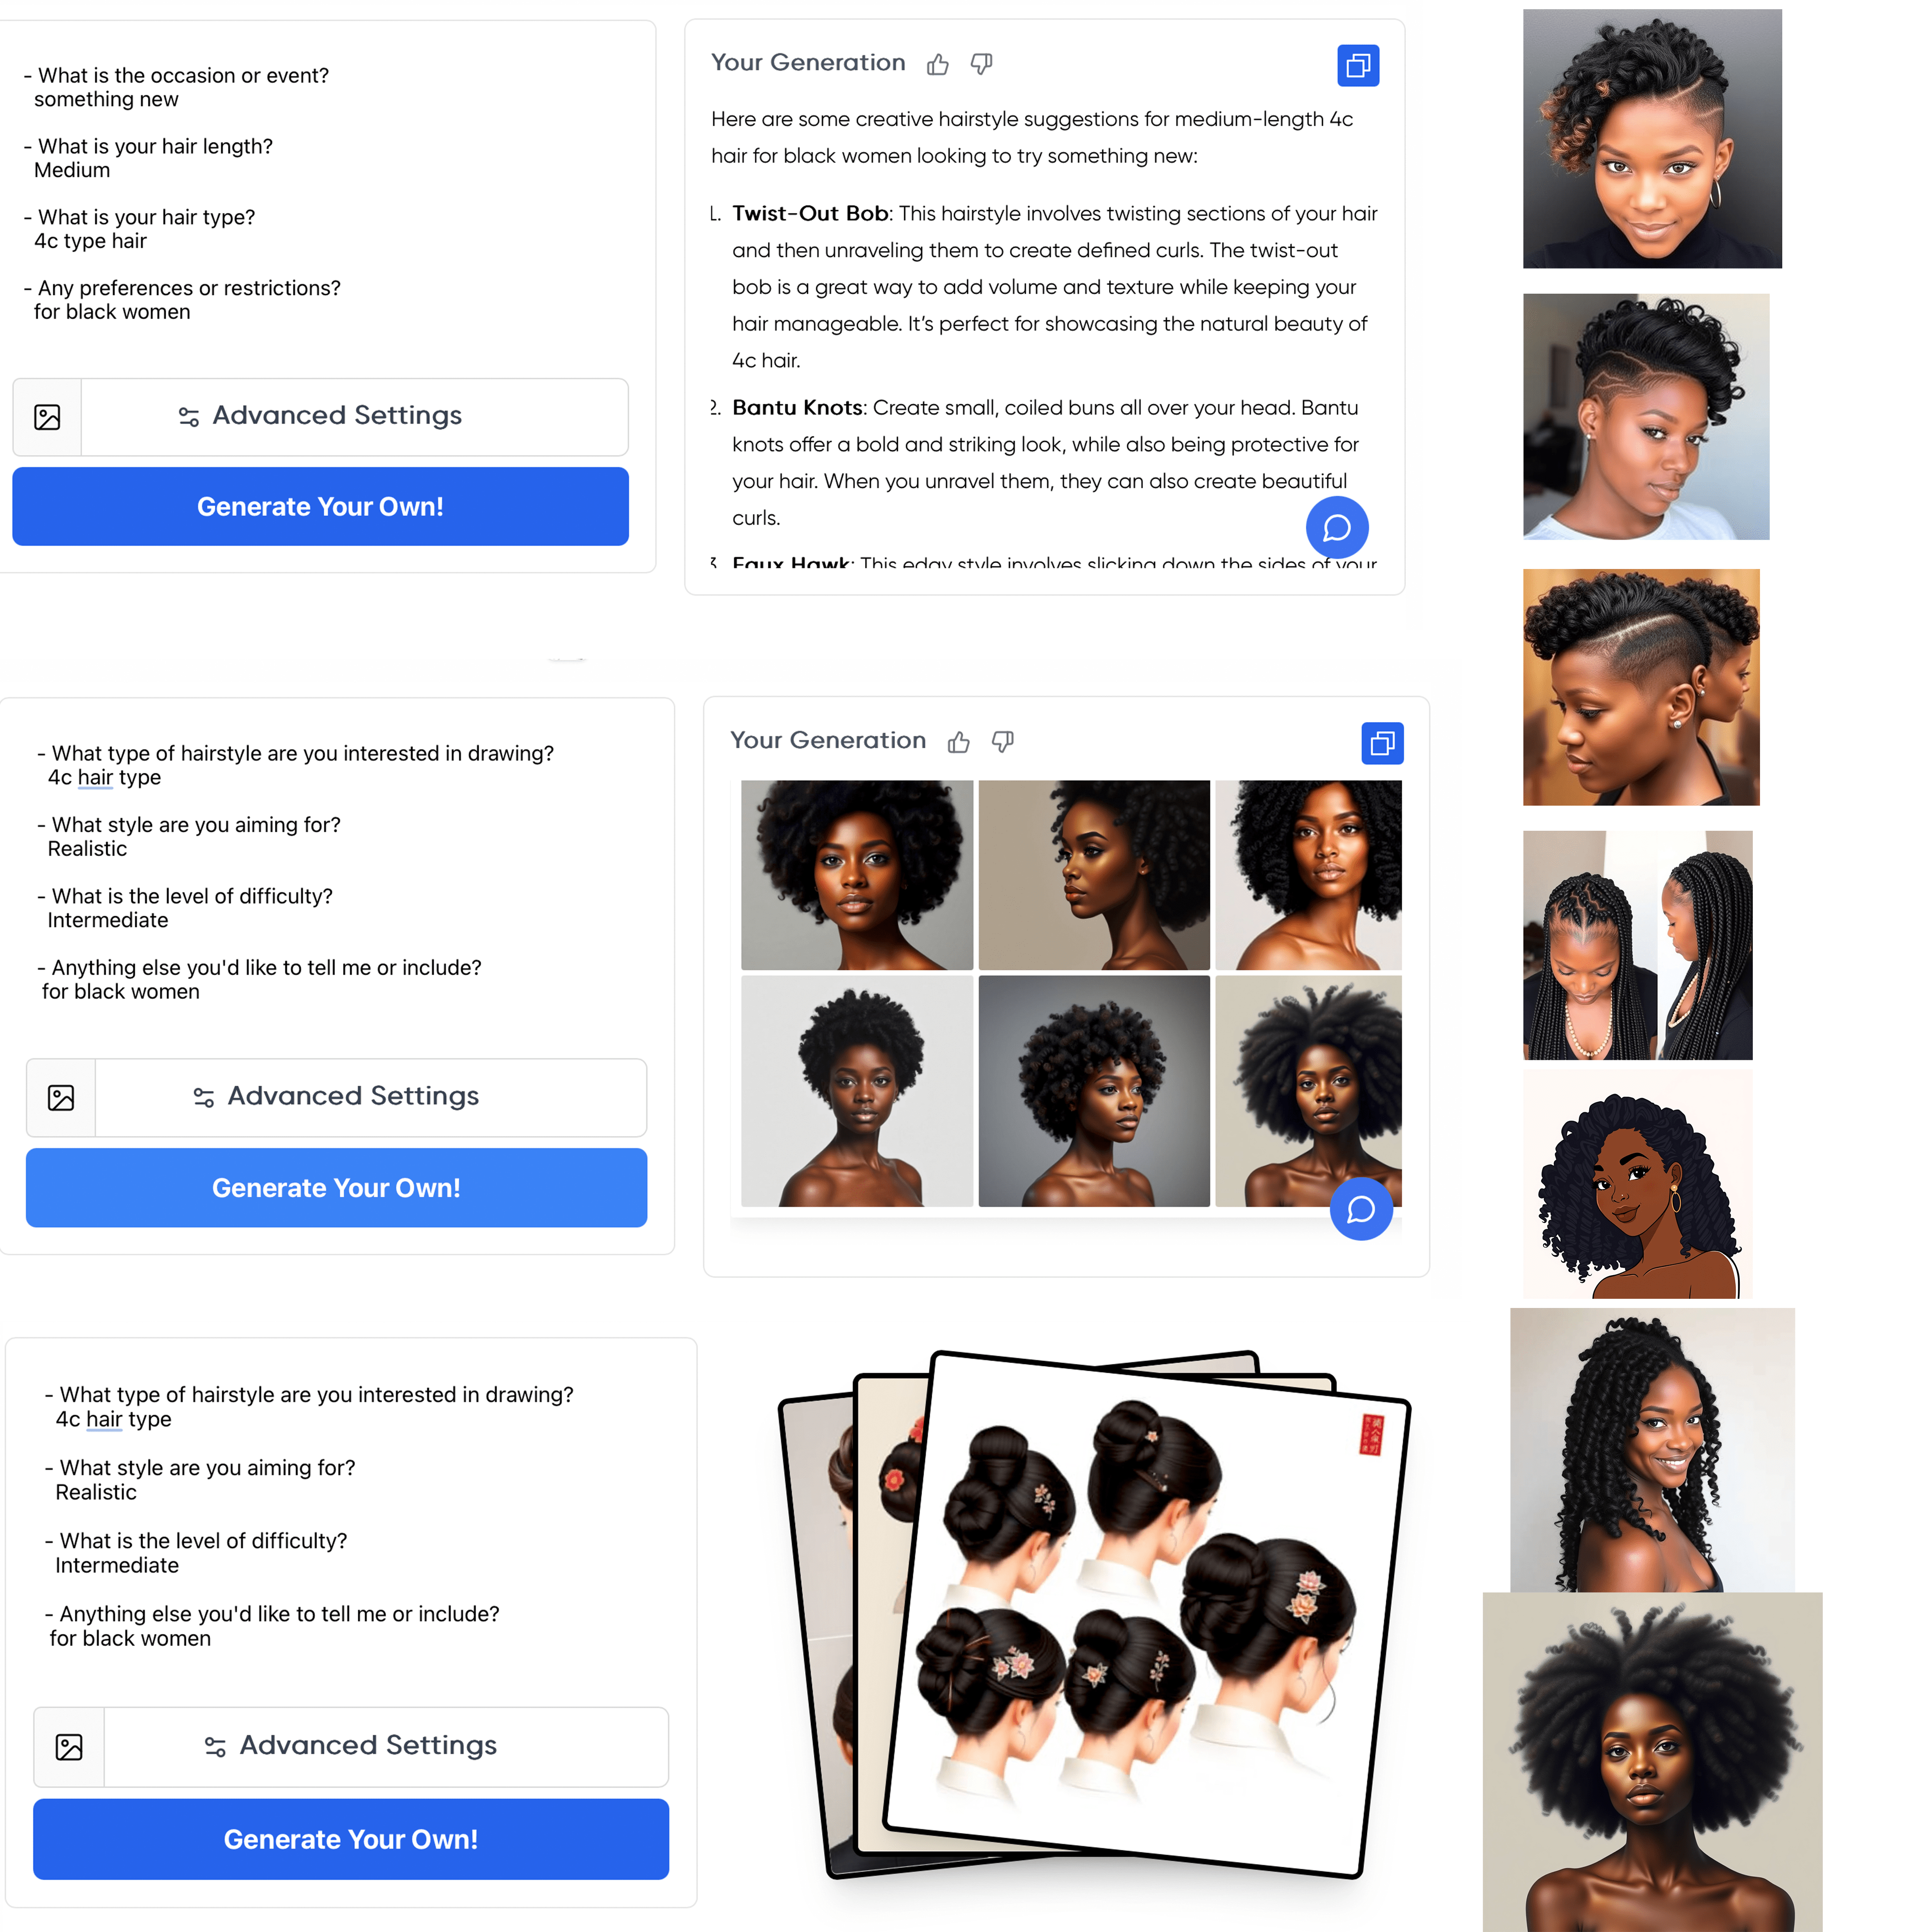 - What is the occasion or event?
something new
- What is your hair length?
Medium
- What is your hair type?
4c type hair
- Any preferences or restrictions?
for black women
Advanced Settings
Generate Your Own!
Your Generation
Here are some creative hairstyle suggestions for medium-length 4c
hair for black women looking to try something new:
1. Twist-Out Bob: This hairstyle involves twisting sections of your hair
and then unraveling them to create defined curls. The twist-out
bob is a great way to add volume and texture while keeping your
hair manageable. It's perfect for showcasing the natural beauty of
4c hair.
2. Bantu Knots: Create small, coiled buns all over your head. Bantu
knots offer a bold and striking look, while also being protective for
your hair. When you unravel them, they can also create beautiful
curls.
3. Faux Hawk: This edgy style involves slicking down the sides of your
- What type of hairstyle are you interested in drawing?
4c hair type
- What style are you aiming for?
Realistic
- What is the level of difficulty?
Intermediate
- Anything else you'd like to tell me or include?
for black women
Advanced Settings
Generate Your Own!
Your Generation
- What type of hairstyle are you interested in drawing?
4c hair type
- What style are you aiming for?
Realistic
- What is the level of difficulty?
Intermediate
- Anything else you'd like to tell me or include?
for black women
Advanced Settings
Generate Your Own!